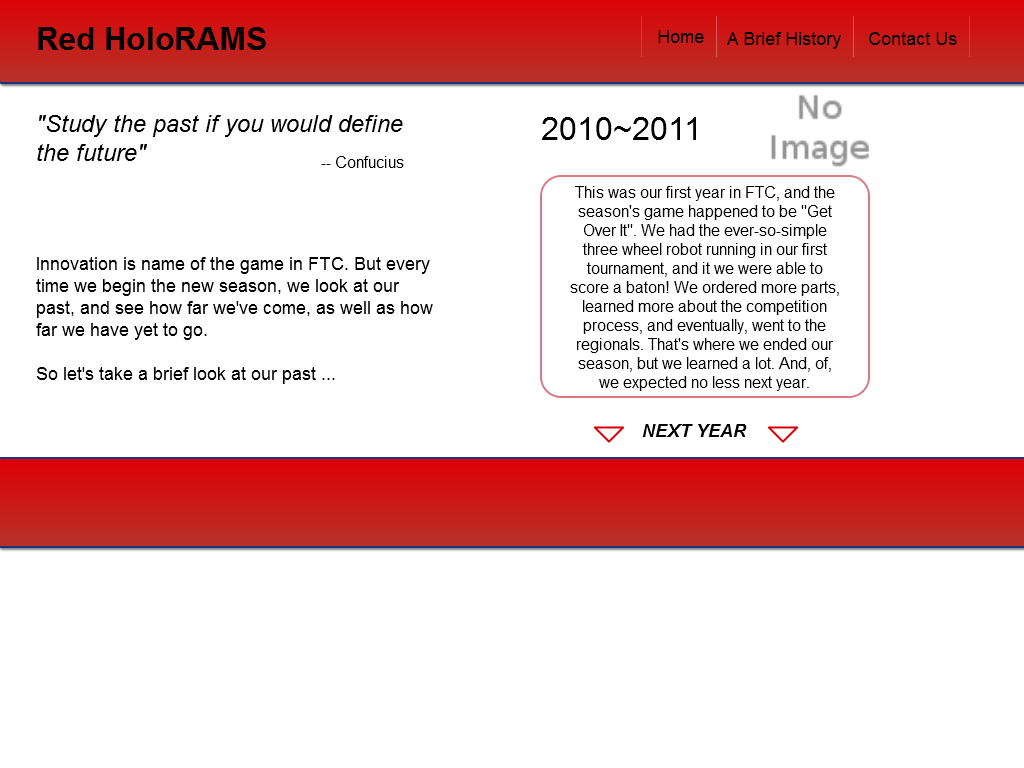 Red HoloRAMS
Home
A Brief History
Contact Us
"Study the past if you would define
the future"
-- Confucius
Innovation is name of the game in FTC. But every
time we begin the new season, we look at our
past, and see how far we've come, as well as how
far we have yet to go.
So let's take a brief look at our past ...
2010~2011
No
Image
This was our first year in FTC, and the
season's game happened to be "Get
Over It". We had the ever-so-simple
three wheel robot running in our first
tournament, and it we were able to
score a baton! We ordered more parts,
learned more about the competition
process, and eventually, went to the
regionals. That's where we ended our
season, but we learned a lot. And, of,
we expected no less next year.
NEXT YEAR